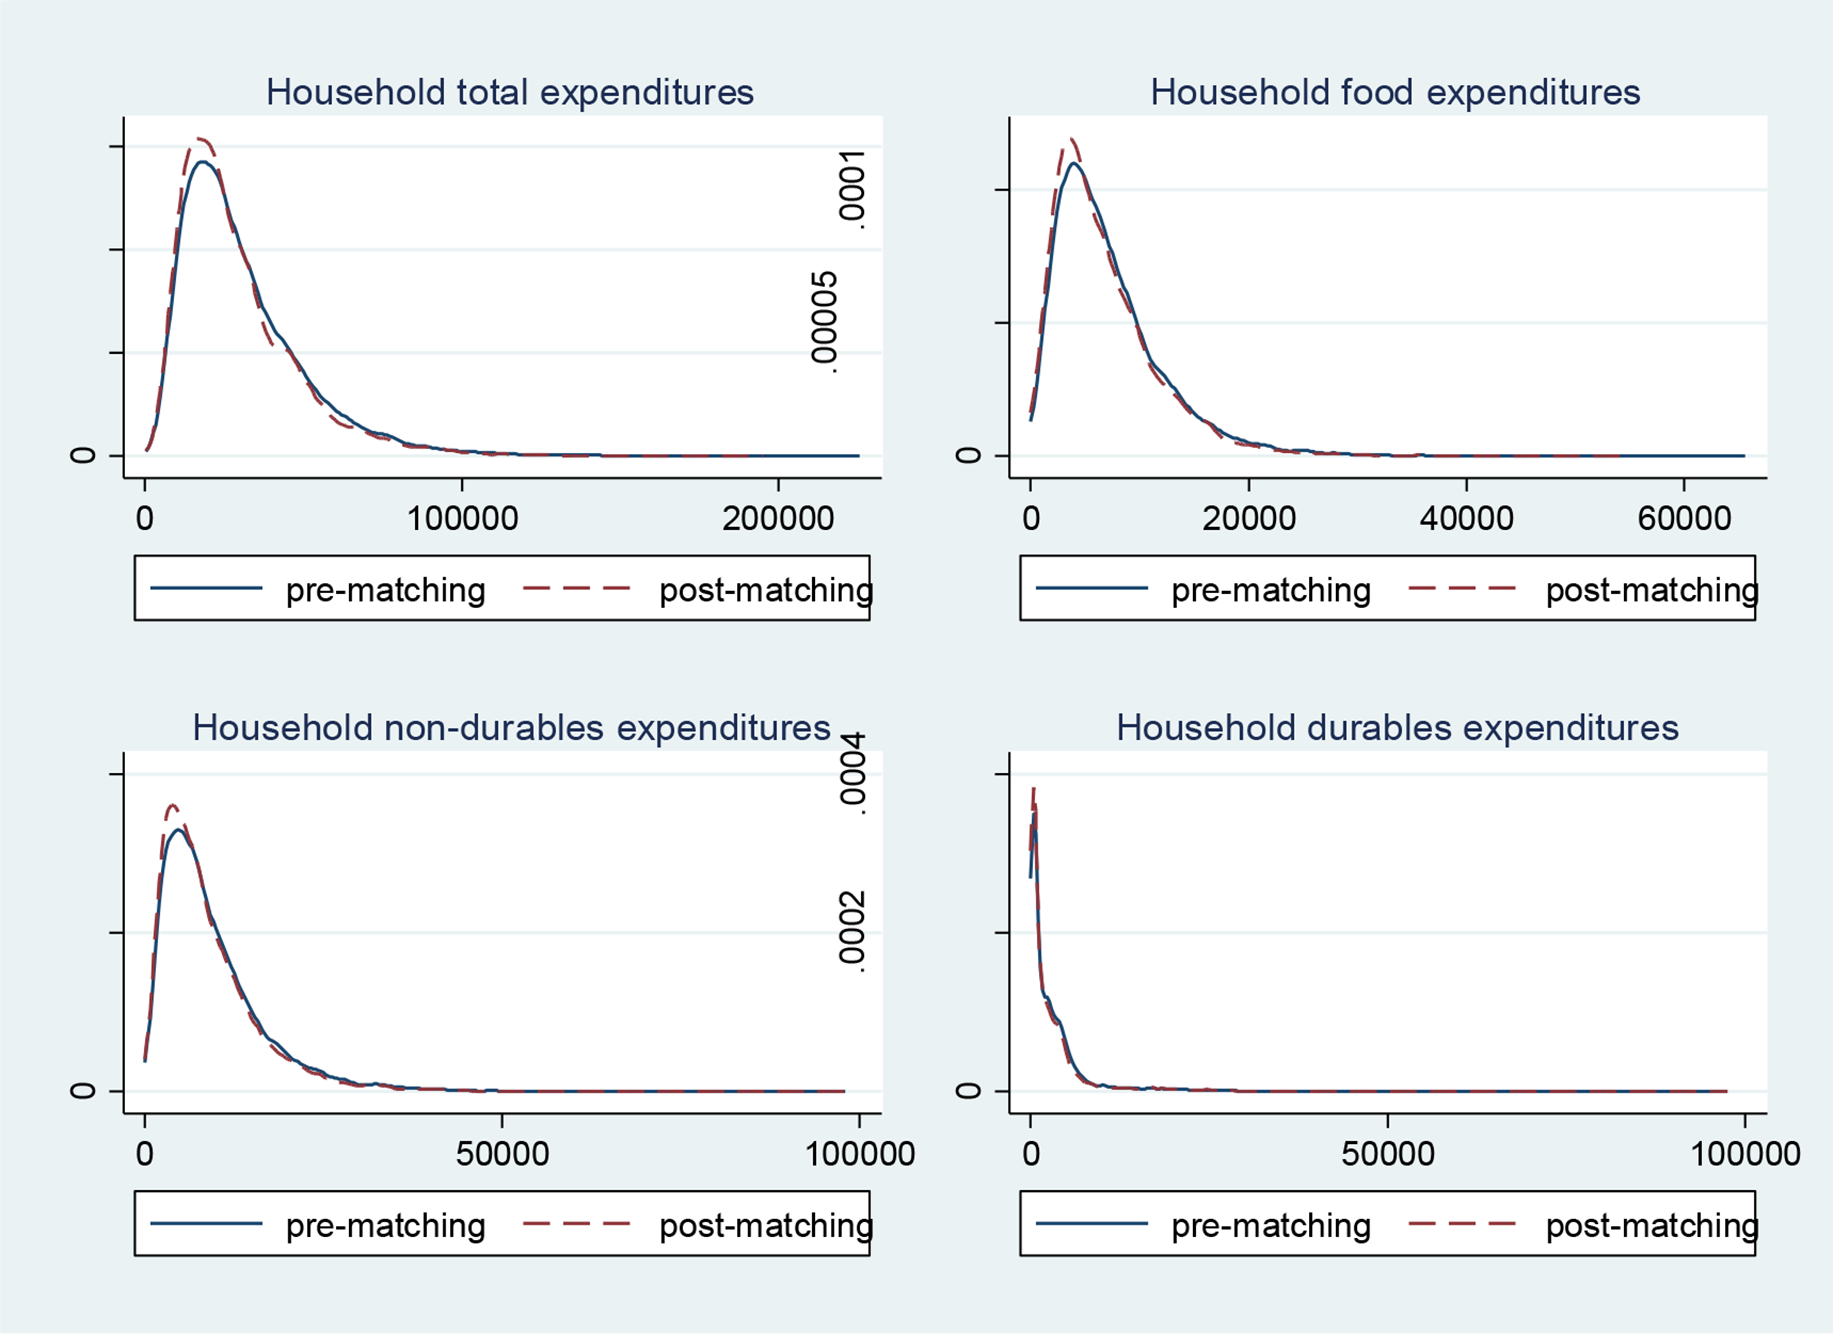 Household total expenditures
0
0 100000 200000
pre-matching post-matching
Household food expenditures
.0001
.00005
0
0 20000 40000 60000
pre-matching post-matching
Household non-durables expenditures
0
0 50000 100000
pre-matching post-matching
Household durables expenditures
.0004
.0002
0
0 50000 100000
pre-matching post-matching